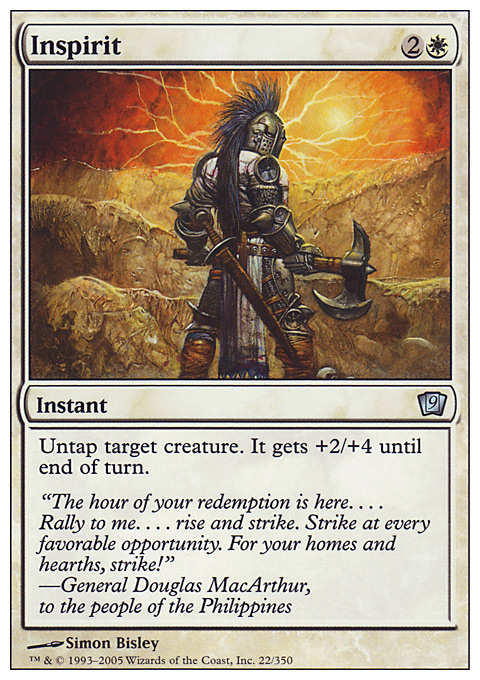 Inspirit 2
Instant 9
Untap target creature. It gets +2/+4 until
end of turn.
“The hour of your redemption is here. . . .
Rally to me. . . . rise and strike. Strike at every
favorable opportunity. For your homes and
hearths, strike!”
—General Douglas MacArthur,
to the people of the Philippines
Simon Bisley
™ & © 1993–2005 Wizards of the Coast, Inc. 22/350